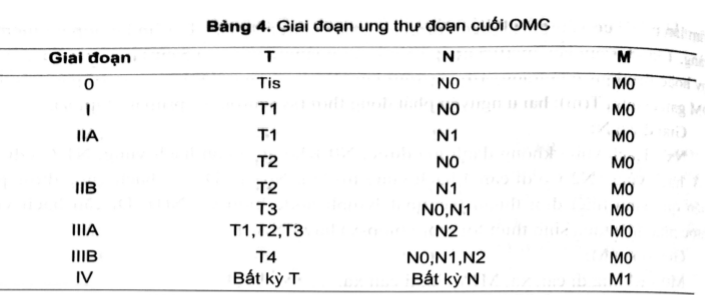 Bảng 4. Giai đoạn ung thư đoạn cuối OMC
Giai đoạn T N M
0 Tis N0 M0
I T1 N0 M0
IIA T1 N1 M0
T2 N0 M0
IIB T2 N1 M0
T3 N0,N1 M0
IIIA T1,T2,T3 N2 M0
IIIB T4 N0,N1,N2 M0
IV Bất kỳ T Bất kỳ N M1